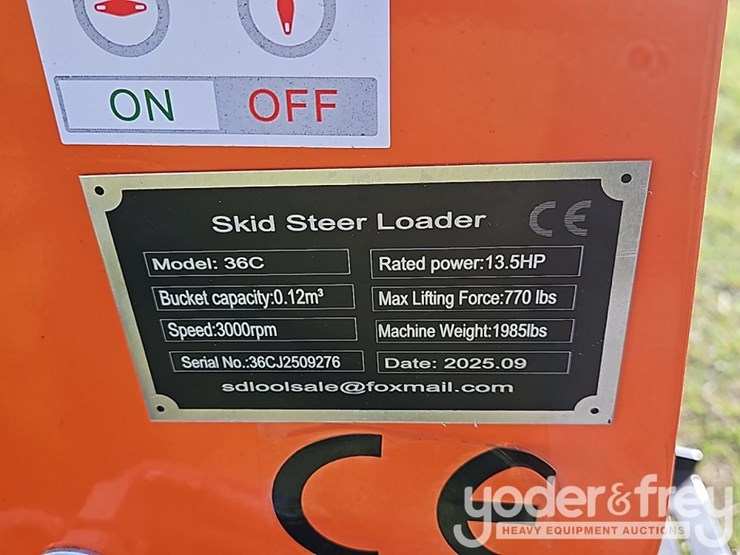 ON OFF
Skid Steer Loader CE
Model: 36C Rated power:13.5HP
Bucket capacity:0.12m³ Max Lifting Force:770 lbs
Speed:3000rpm Machine Weight:1985lbs
Serial No.:36CJ2509276 Date: 2025.09
sdloolsale@foxmail.com
CE
yoder&frey
HEAVY EQUIPMENT AUCTIONS